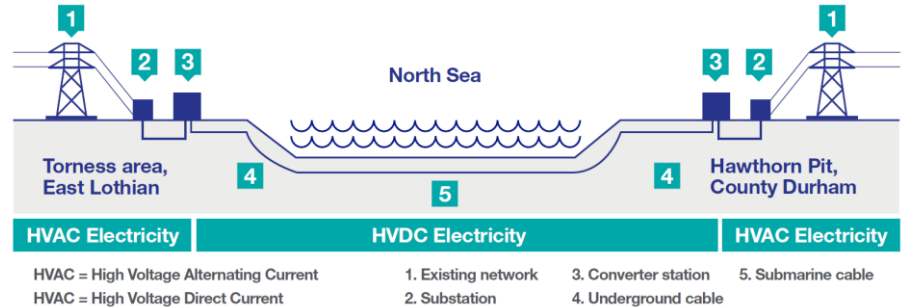 1
1
2
3
North Sea
3
2
Torness area,
East Lothian
4
5
4
Hawthorn Pit,
County Durham
HVAC Electricity
HVDC Electricity
HVAC Electricity
HVAC = High Voltage Alternating Current
HVAC = High Voltage Direct Current
1. Existing network
2. Substation
3. Converter station
4. Underground cable
5. Submarine cable